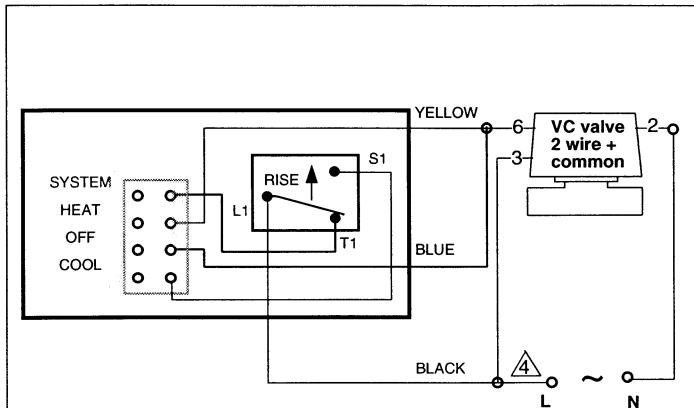 YELLOW
6
VC valve
2 wire +
common
2
3
S1
SYSTEM
RISE
HEAT
L1
OFF
T1
BLUE
COOL
BLACK
4
~
L
N